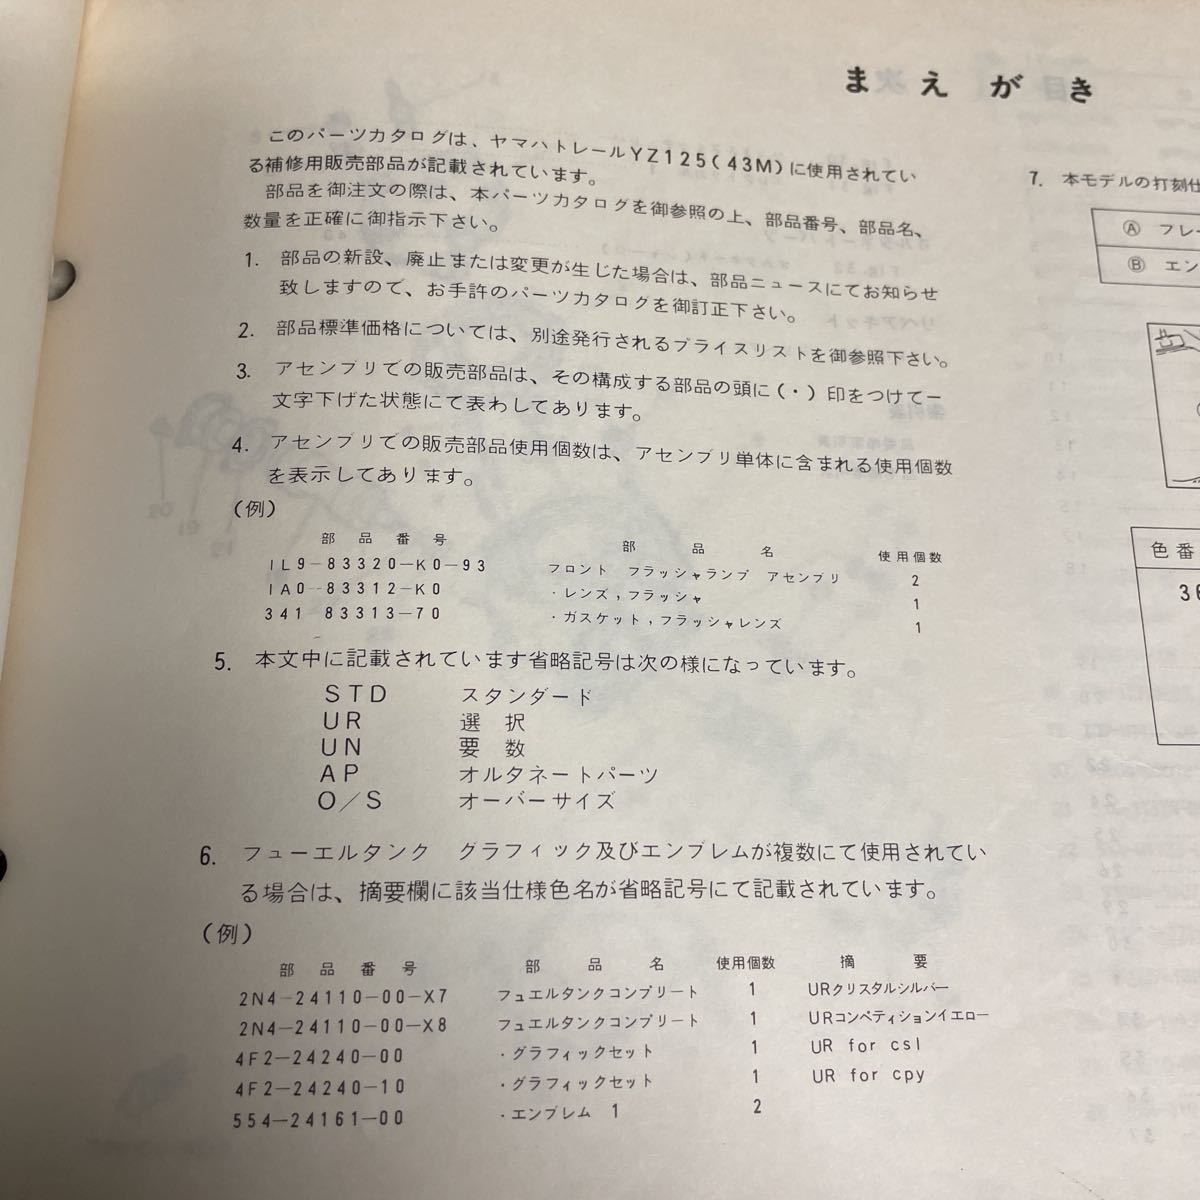 まえがき
このパーツカタログは、ヤマハトレールYZ125(43M)に使用されてい
る補修用販売部品が記載されています。
部品を御注文の際は、本パーツカタログを御参照の上、部品番号、部品名、
数量を正確に御指示下さい。
1. 部品の新設、廃止または変更が生じた場合は、部品ニュースにてお知らせ
致しますので、お手許のパーツカタログを御訂正下さい。
2. 部品標準価格については、別途発行されるプライスリストを御参照下さい。
3. アセンブリでの販売部品は、その構成する部品の頭に(・)印をつけて一
文字下げた状態にて表わしてあります。
4. アセンブリでの販売部品使用個数は、アセンブリ単体に含まれる使用個数
を表示してあります。
(例)
部品番号 部品名 使用個数
1L9-83320-K0-93 フロント フラッシャランプ アセンブリ 2
1A0-83312-K0 ・レンズ,フラッシャ 1
341-83313-70 ・ガスケット,フラッシャレンズ 1
5. 本文中に記載されています省略記号は次の様になっています。
STD スタンダード
UR 選択
UN 要数
AP オルタネートパーツ
O/S オーバーサイズ
6. フューエルタンク グラフィック及びエンブレムが複数にて使用されてい
る場合は、摘要欄に該当仕様色名が省略記号にて記載されています。
(例)
部品番号 部品名 使用個数 摘要
2N4-24110-00-X7 フュエルタンクコンプリート 1 URクリスタルシルバー
2N4-24110-00-X8 フュエルタンクコンプリート 1 URコンペティションイエロー
4F2-24240-00 ・グラフィックセット 1 UR for csl
4F2-24240-10 ・グラフィックセット 1 UR for cpy
554-24161-00 ・エンブレム 1 2
7. 本モデルの打刻仕
Ⓐ フレー
Ⓑ エン
色番
36